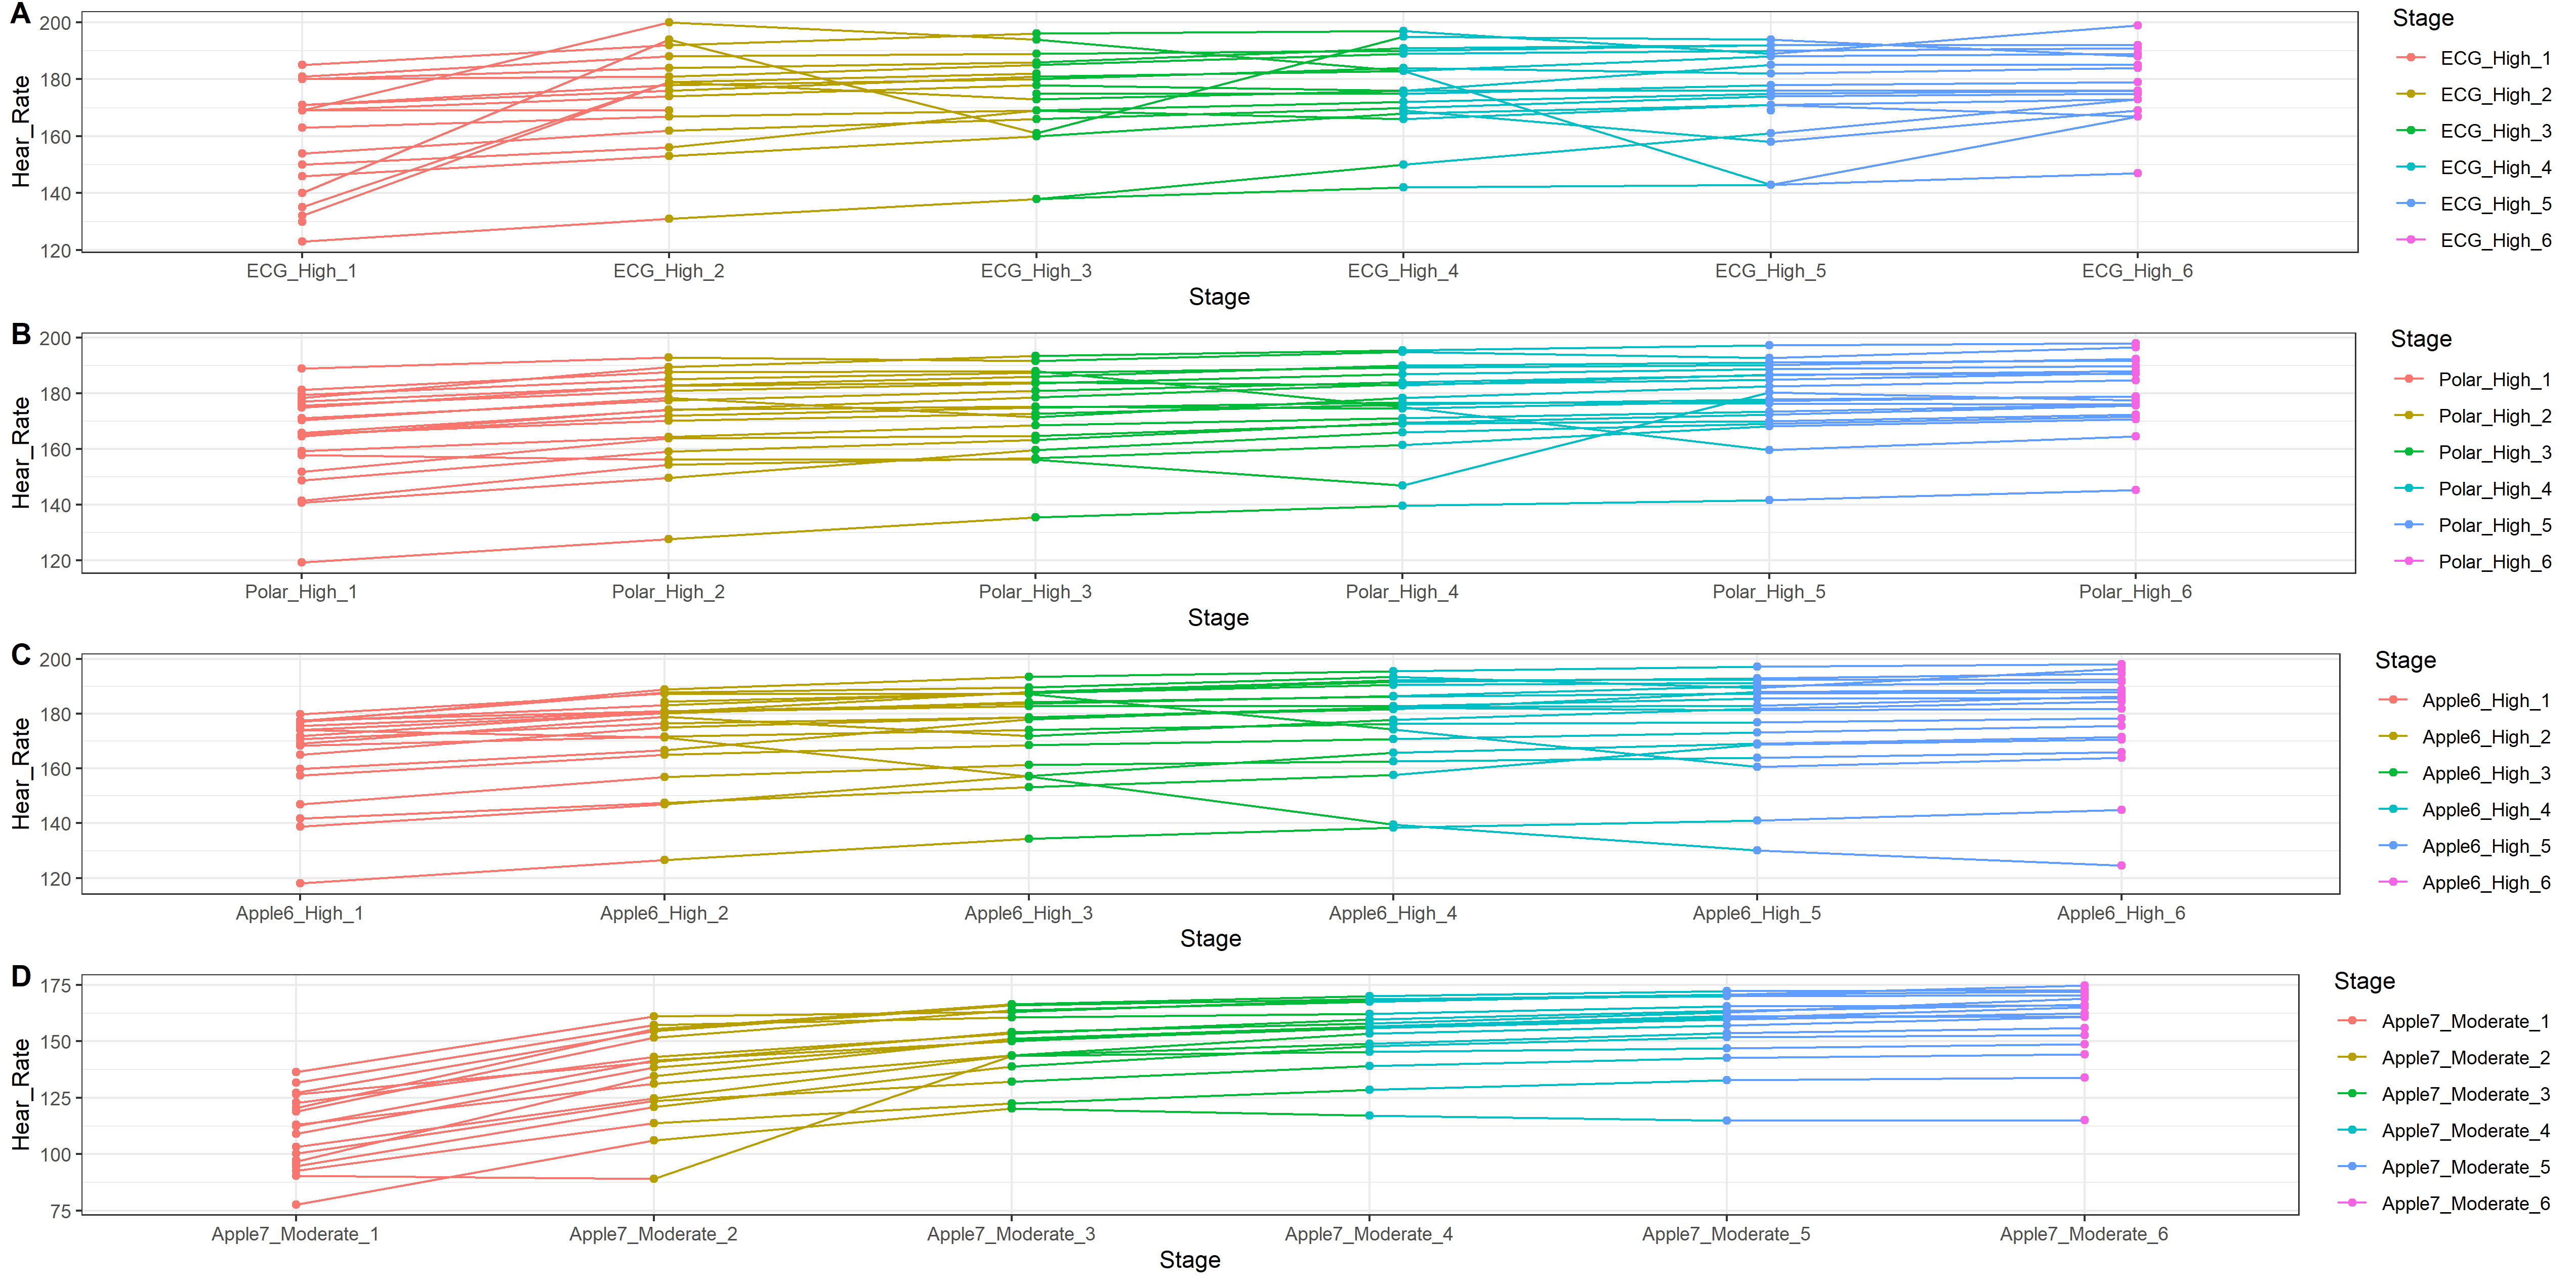 A
200
180
160
140
120
Hear_Rate
ECG_High_1 ECG_High_2 ECG_High_3 ECG_High_4 ECG_High_5 ECG_High_6
Stage
Stage
ECG_High_1
ECG_High_2
ECG_High_3
ECG_High_4
ECG_High_5
ECG_High_6
B
200
180
160
140
120
Hear_Rate
Polar_High_1 Polar_High_2 Polar_High_3 Polar_High_4 Polar_High_5 Polar_High_6
Stage
Stage
Polar_High_1
Polar_High_2
Polar_High_3
Polar_High_4
Polar_High_5
Polar_High_6
C
200
180
160
140
120
Hear_Rate
Apple6_High_1 Apple6_High_2 Apple6_High_3 Apple6_High_4 Apple6_High_5 Apple6_High_6
Stage
Stage
Apple6_High_1
Apple6_High_2
Apple6_High_3
Apple6_High_4
Apple6_High_5
Apple6_High_6
D
175
150
125
100
75
Hear_Rate
Apple7_Moderate_1 Apple7_Moderate_2 Apple7_Moderate_3 Apple7_Moderate_4 Apple7_Moderate_5 Apple7_Moderate_6
Stage
Stage
Apple7_Moderate_1
Apple7_Moderate_2
Apple7_Moderate_3
Apple7_Moderate_4
Apple7_Moderate_5
Apple7_Moderate_6